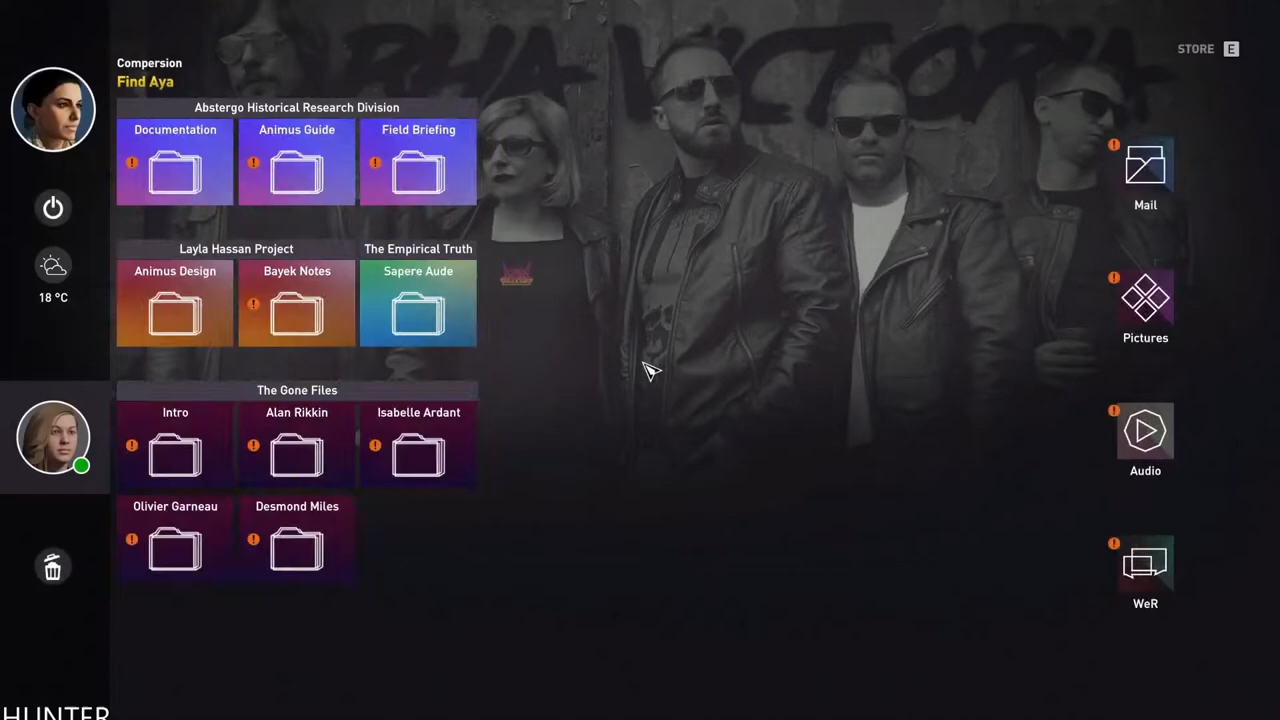 STORE E
Compersion
Find Aya
Abstergo Historical Research Division
Documentation
Animus Guide
Field Briefing
Layla Hassan Project
The Empirical Truth
Animus Design
Bayek Notes
Sapere Aude
The Gone Files
Intro
Alan Rikkin
Isabelle Ardant
Olivier Garneau
Desmond Miles
18 °C
Mail
Pictures
Audio
WeR
HUNTER